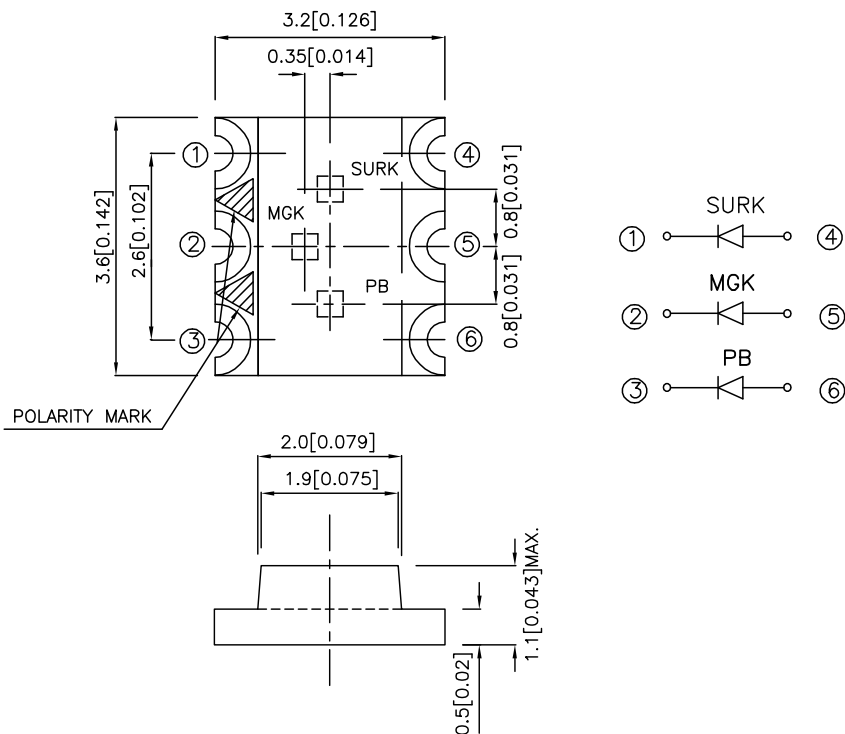 3.2[0.126]
0.35[0.014]
① ④
SURK
3.6[0.142]
2.6[0.102]
MGK
0.8[0.031]
② ⑤
PB
0.8[0.031]
③ ⑥
POLARITY MARK
SURK
① ④
MGK
② ⑤
PB
③ ⑥
2.0[0.079]
1.9[0.075]
1.1[0.043]MAX.
0.5[0.02]